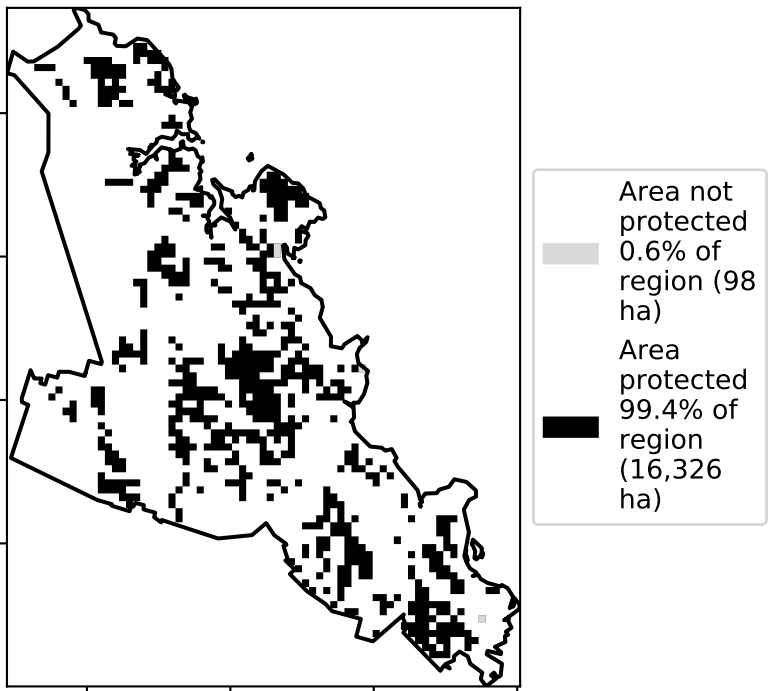 Area not
protected
0.6% of
region (98
ha)
Area
protected
99.4% of
region
(16,326
ha)